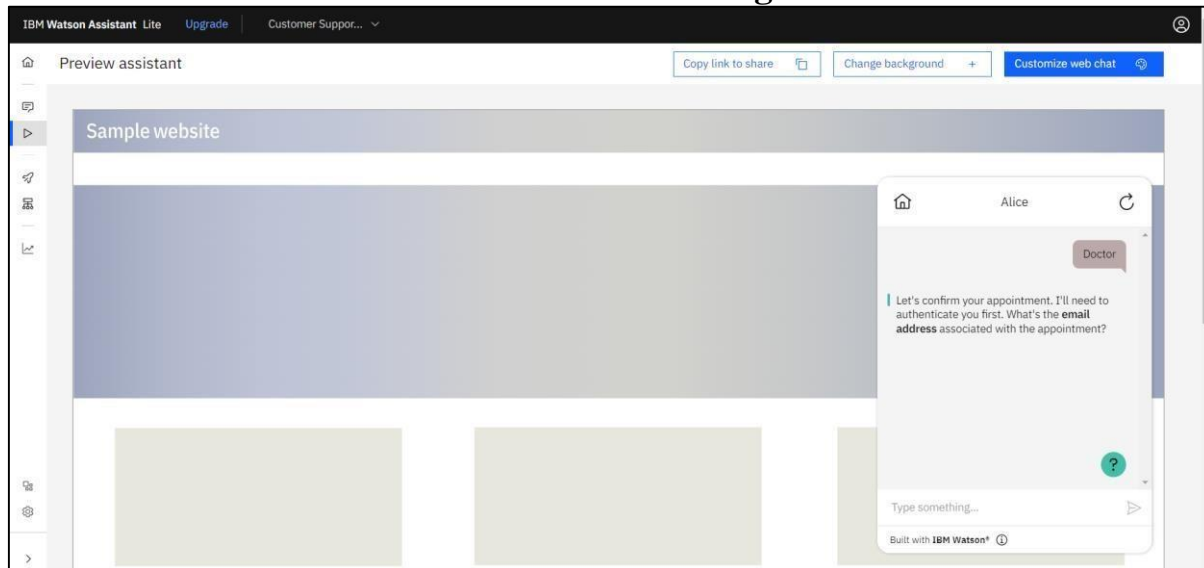 IBM Watson Assistant Lite Upgrade Customer Suppor...
Preview assistant
Copy link to share
Change background +
Customize web chat
Sample website
Alice
Doctor
Let's confirm your appointment. I'll need to
authenticate you first. What's the email
address associated with the appointment?
?
Type something...
Built with IBM Watson®